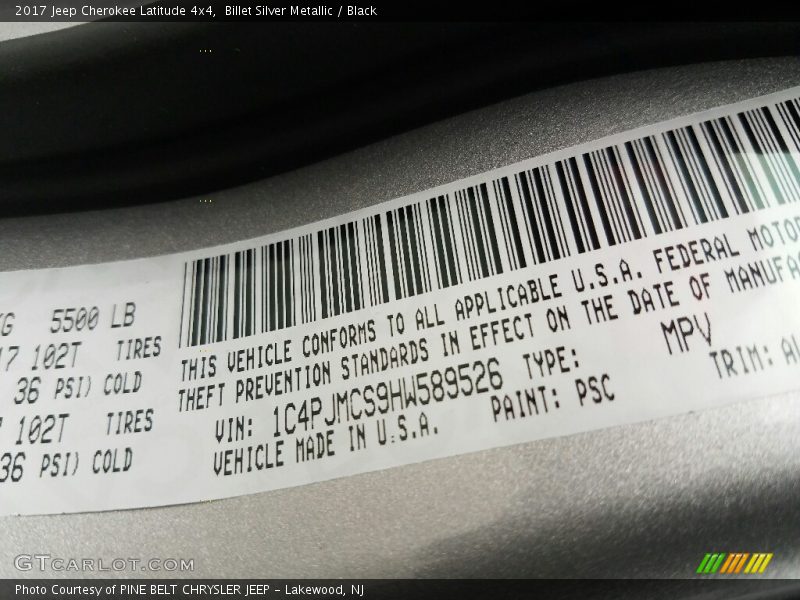 2017 Jeep Cherokee Latitude 4x4, Billet Silver Metallic / Black
5500 LB
102T TIRES
36 PSI) COLD
102T TIRES
36 PSI) COLD
THIS VEHICLE CONFORMS TO ALL APPLICABLE U.S.A. FEDERAL MOTOR
THEFT PREVENTION STANDARDS IN EFFECT ON THE DATE OF MANUFA
VIN: 1C4PJMCS9HW589526 TYPE: MPV
VEHICLE MADE IN U.S.A. PAINT: PSC TRIM:
GTCARLOT.COM
Photo Courtesy of PINE BELT CHRYSLER JEEP - Lakewood, NJ